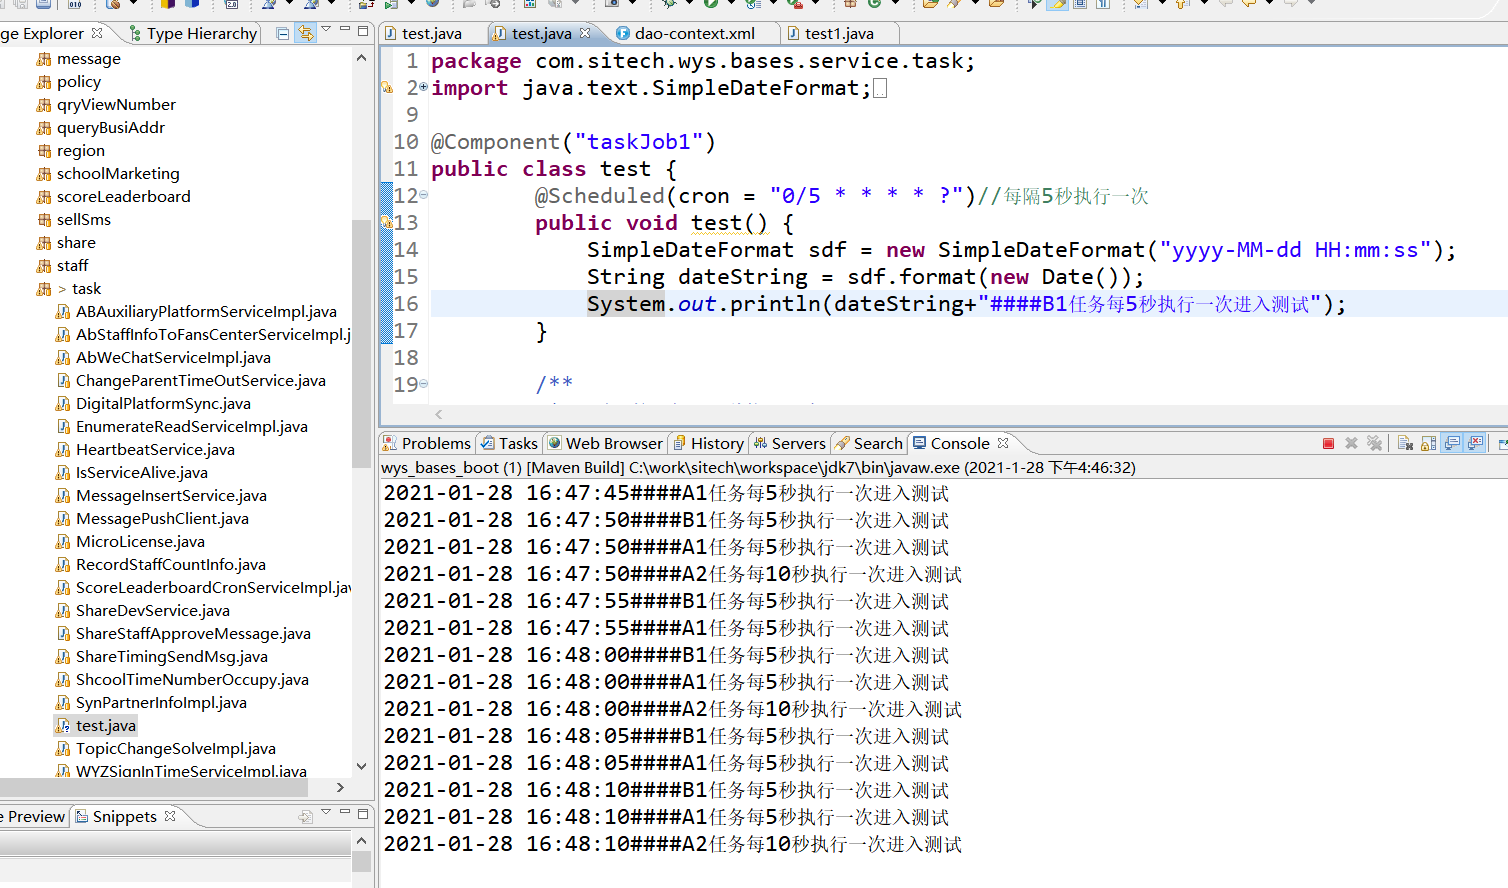 ge Explorer
Type Hierarchy
message
policy
qryViewNumber
queryBusiAddr
region
schoolMarketing
scoreLeaderboard
sellSms
share
staff
> task
ABAuxiliaryPlatformServiceImpl.java
AbStaffInfoToFansCenterServiceImpl.j
AbWeChatServiceImpl.java
ChangeParentTimeOutService.java
DigitalPlatformSync.java
EnumerateReadServiceImpl.java
HeartbeatService.java
IsServiceAlive.java
MessageInsertService.java
MessagePushClient.java
MicroLicense.java
RecordStaffCountInfo.java
ScoreLeaderboardCronServiceImpl.jav
ShareDevService.java
ShareStaffApproveMessage.java
ShareTimingSendMsg.java
ShcoolTimeNumberOccupy.java
SynPartnerInfoImpl.java
test.java
TopicChangeSolveImpl.java
WYZSignInTimeServiceImpl.java
e Preview
Snippets
test.java
test.java
dao-context.xml
test1.java
1 package com.sitech.wys.bases.service.task;
2 import java.text.SimpleDateFormat;
9
10 @Component("taskJob1")
11 public class test {
12 @Scheduled(cron = "0/5 * * * * ?")//每隔5秒执行一次
13 public void test() {
14 SimpleDateFormat sdf = new SimpleDateFormat("yyyy-MM-dd HH:mm:ss");
15 String dateString = sdf.format(new Date());
16 System.out.println(dateString+"####B1任务每5秒执行一次进入测试");
17 }
18
19 /**
Problems
Tasks
Web Browser
History
Servers
Search
Console
wys_bases_boot (1) [Maven Build] C:\work\sitech\workspace\jdk7\bin\javaw.exe (2021-1-28 下午4:46:32)
2021-01-28 16:47:45####A1任务每5秒执行一次进入测试
2021-01-28 16:47:50####B1任务每5秒执行一次进入测试
2021-01-28 16:47:50####A1任务每5秒执行一次进入测试
2021-01-28 16:47:50####A2任务每10秒执行一次进入测试
2021-01-28 16:47:55####B1任务每5秒执行一次进入测试
2021-01-28 16:47:55####A1任务每5秒执行一次进入测试
2021-01-28 16:48:00####B1任务每5秒执行一次进入测试
2021-01-28 16:48:00####A1任务每5秒执行一次进入测试
2021-01-28 16:48:00####A2任务每10秒执行一次进入测试
2021-01-28 16:48:05####B1任务每5秒执行一次进入测试
2021-01-28 16:48:05####A1任务每5秒执行一次进入测试
2021-01-28 16:48:10####B1任务每5秒执行一次进入测试
2021-01-28 16:48:10####A1任务每5秒执行一次进入测试
2021-01-28 16:48:10####A2任务每10秒执行一次进入测试